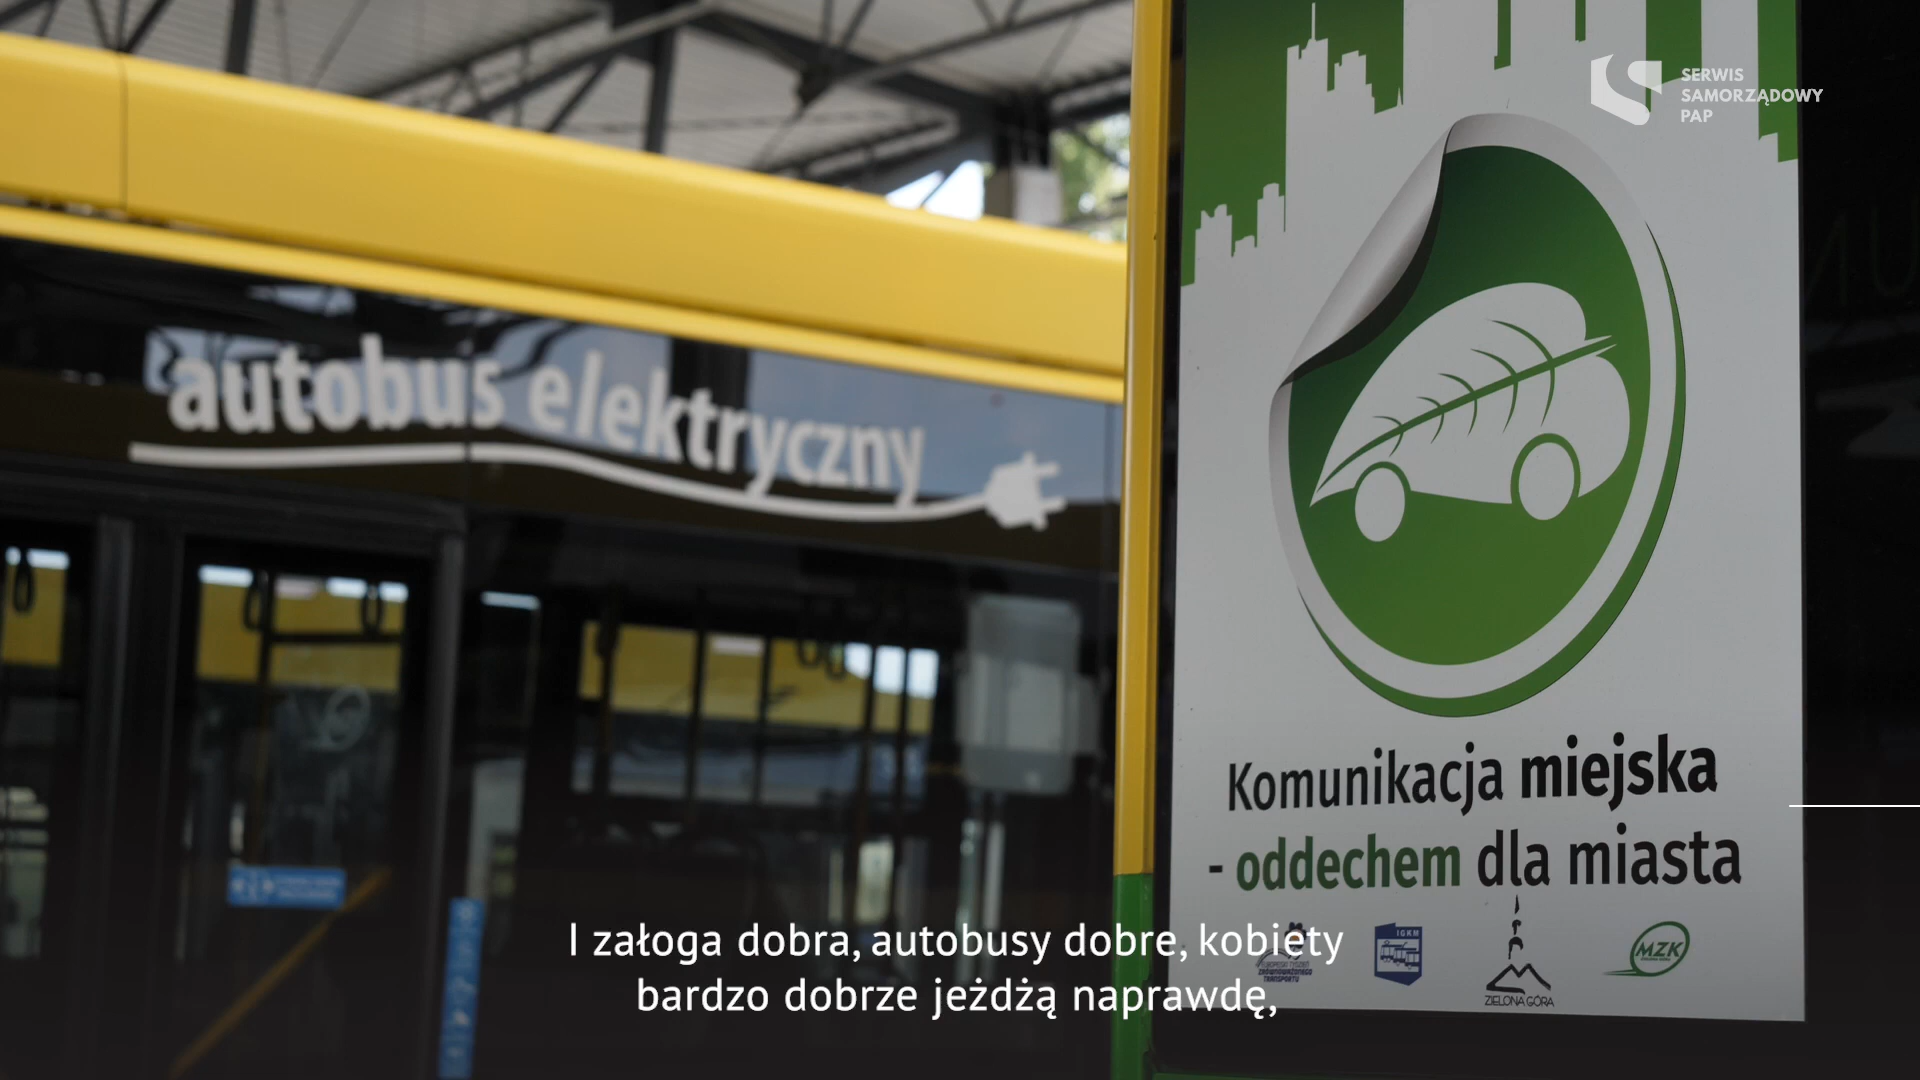 SERWIS
SAMORZĄDOWY
PAP
autobus elektryczny
Komunikacja miejska
- oddechem dla miasta
IGKM
ZIELONA GÓRA
MZK
I załoga dobra, autobusy dobre, kobiety
bardzo dobrze jeżdżą naprawdę,